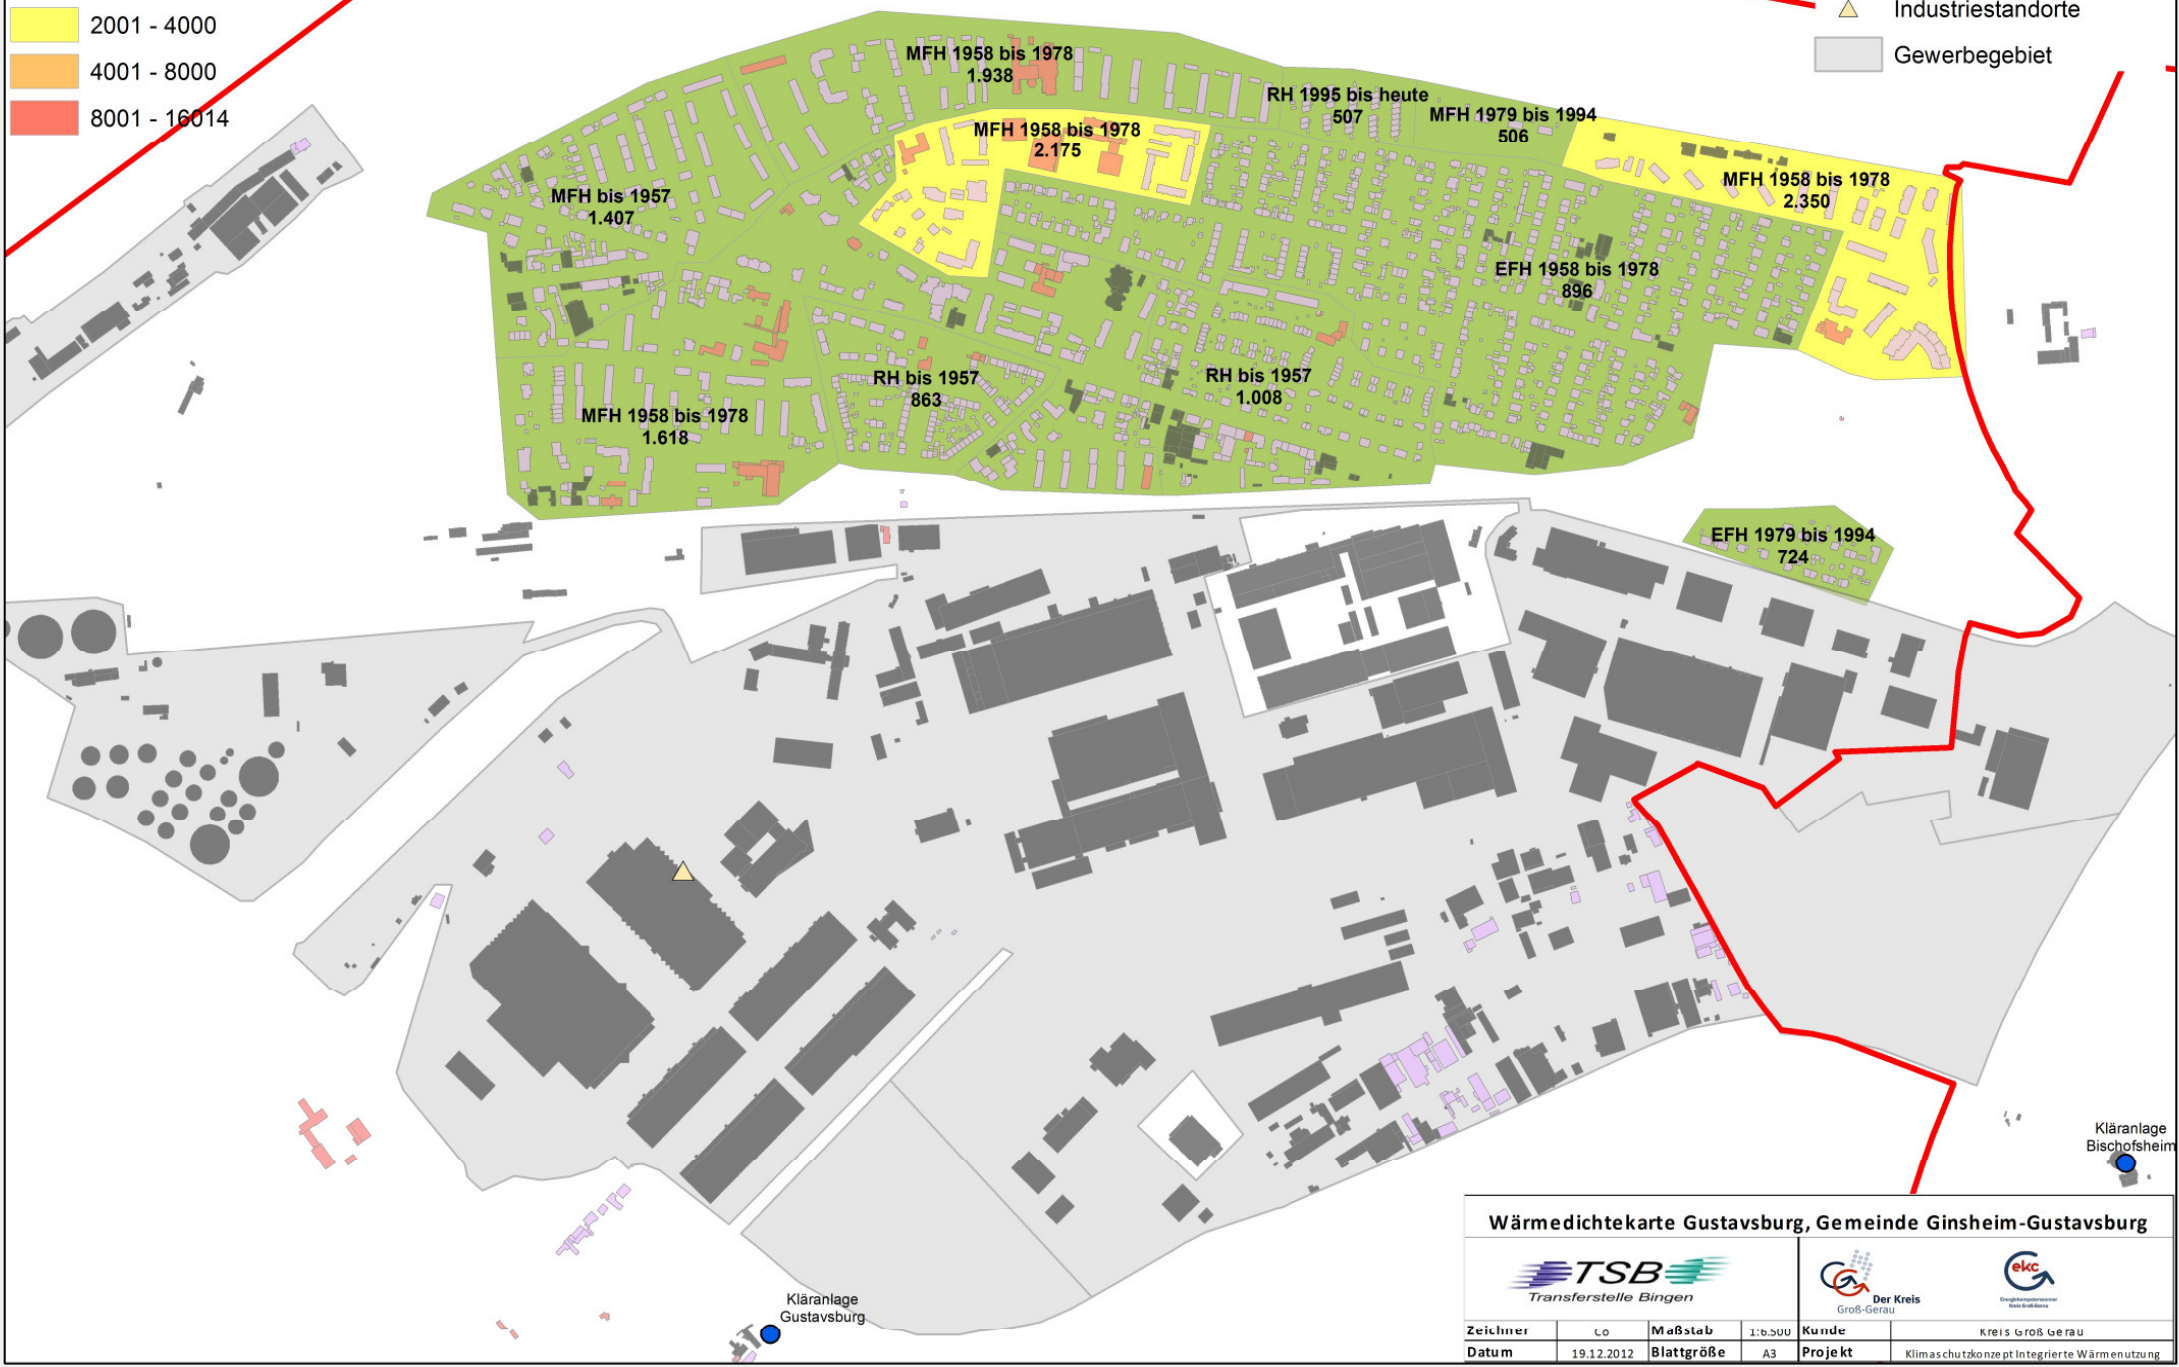 2001 - 4000
4001 - 8000
8001 - 16014
Industriestandorte
Gewerbegebiet
MFH 1958 bis 1978
1.938
RH 1995 bis heute
507
MFH 1979 bis 1994
506
MFH 1958 bis 1978
2.175
MFH 1958 bis 1978
2.350
MFH bis 1957
1.407
EFH 1958 bis 1978
896
RH bis 1957
863
RH bis 1957
1.008
MFH 1958 bis 1978
1.618
EFH 1979 bis 1994
724
Kläranlage
Bischofsheim
Kläranlage
Gustavsburg
Wärmedichtekarte Gustavsburg, Gemeinde Ginsheim-Gustavsburg
TSB
Transferstelle Bingen
Der Kreis
Groß-Gerau
ekc
Energiekompetenzcenter
Kreis Groß-Gerau
Zeichner Co Maßstab 1:6.500 Kunde Kreis Groß Gerau
Datum 19.12.2012 Blattgröße A3 Projekt Klimaschutzkonzept Integrierte Wärmenutzung